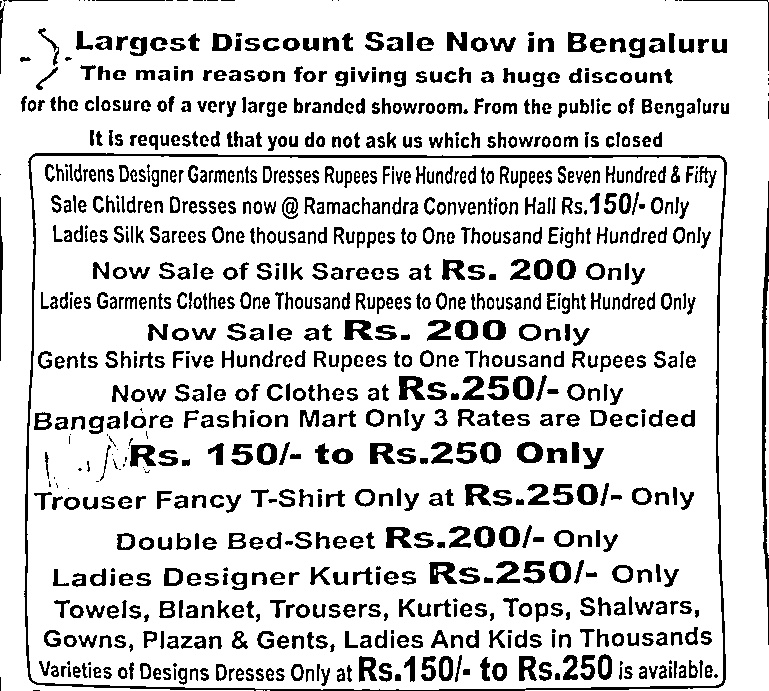 Largest Discount Sale Now in Bengaluru
The main reason for giving such a huge discount
for the closure of a very large branded showroom. From the public of Bengaluru
It is requested that you do not ask us which showroom is closed
Childrens Designer Garments Dresses Rupees Five Hundred to Rupees Seven Hundred & Fifty
Sale Children Dresses now @ Ramachandra Convention Hall Rs.150/- Only
Ladies Silk Sarees One thousand Ruppes to One Thousand Eight Hundred Only
Now Sale of Silk Sarees at Rs. 200 Only
Ladies Garments Clothes One Thousand Rupees to One thousand Eight Hundred Only
Now Sale at Rs. 200 Only
Gents Shirts Five Hundred Rupees to One Thousand Rupees Sale
Now Sale of Clothes at Rs.250/- Only
Bangalore Fashion Mart Only 3 Rates are Decided
Rs. 150/- to Rs.250 Only
Trouser Fancy T-Shirt Only at Rs.250/- Only
Double Bed-Sheet Rs.200/- Only
Ladies Designer Kurties Rs.250/- Only
Towels, Blanket, Trousers, Kurties, Tops, Shalwars,
Gowns, Plazan & Gents, Ladies And Kids in Thousands
Varieties of Designs Dresses Only at Rs.150/- to Rs.250 is available.